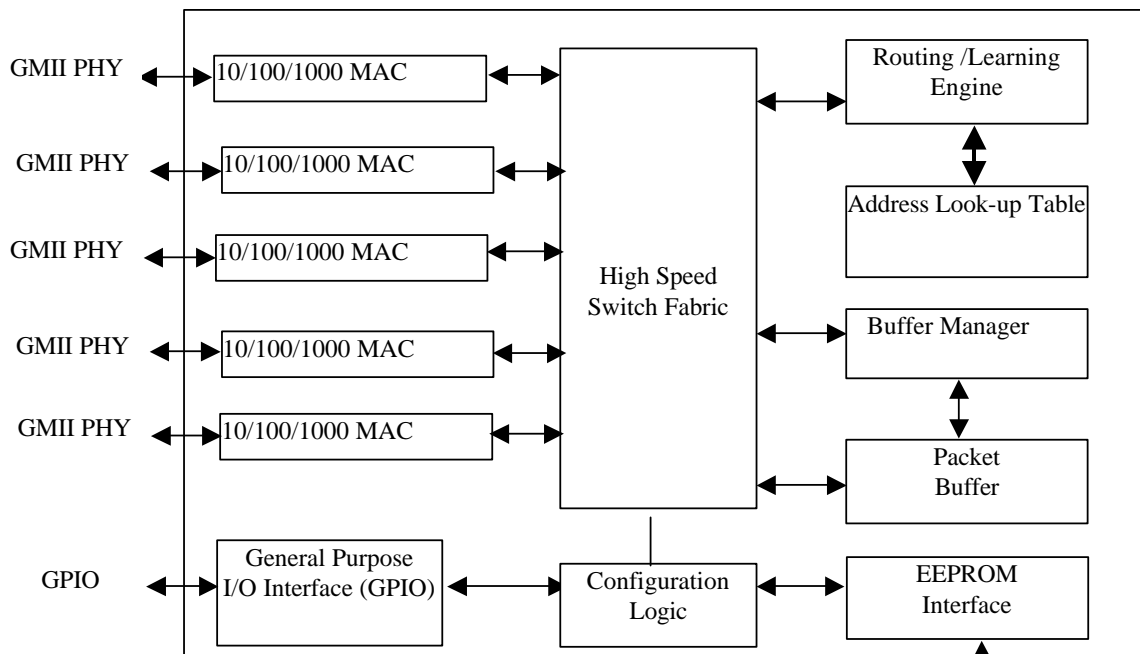 GMII PHY
10/100/1000 MAC
GMII PHY
10/100/1000 MAC
GMII PHY
10/100/1000 MAC
GMII PHY
10/100/1000 MAC
GMII PHY
10/100/1000 MAC
GPIO
General Purpose
I/O Interface (GPIO)
High Speed
Switch Fabric
Configuration
Logic
Routing /Learning
Engine
Address Look-up Table
Buffer Manager
Packet
Buffer
EEPROM
Interface